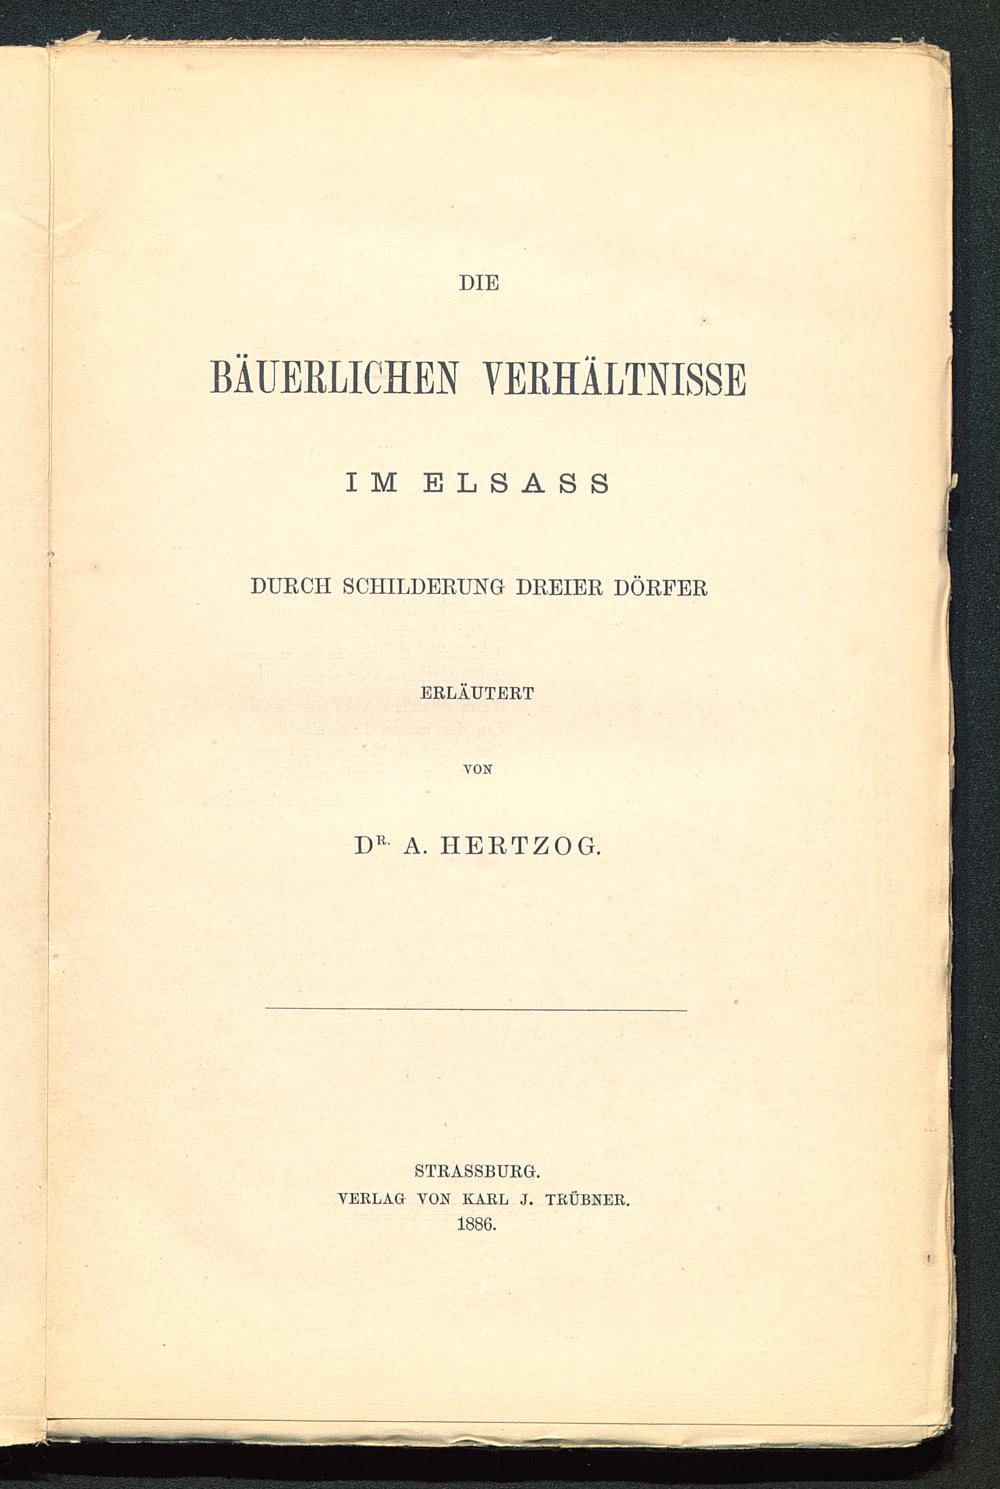 DIE
BÄUERLICHEN VERHÄLTNISSE
IM ELSASS
DURCH SCHILDERUNG DREIER DÖRFER
ERLÄUTERT
VON
DR. A. HERTZOG.
STRASSBURG.
VERLAG VON KARL J. TRÜBNER.
1886.